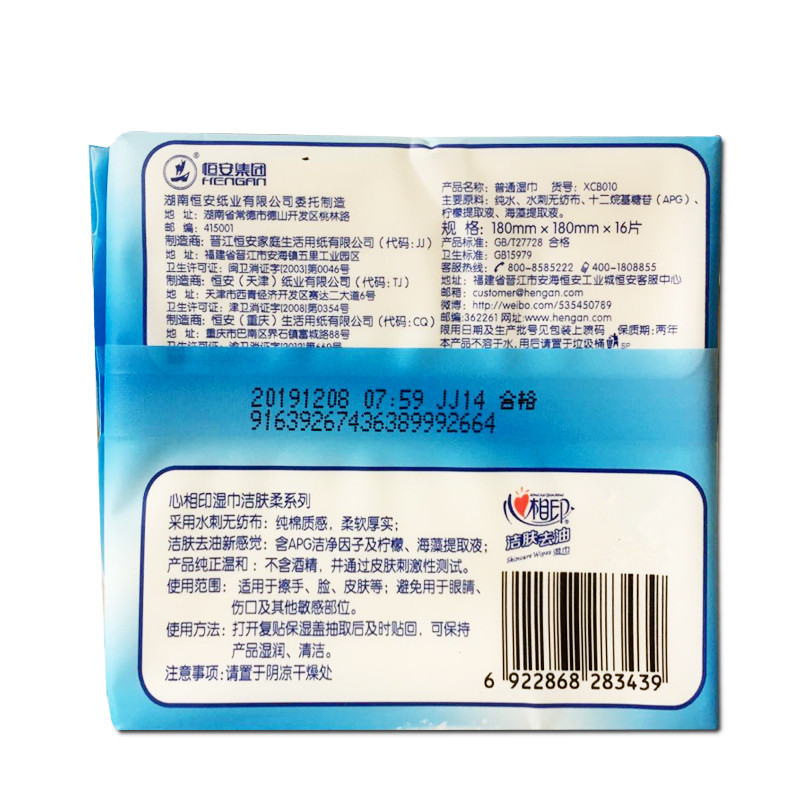 恒安集团
HENGAN
湖南恒安纸业有限公司委托制造
地 址: 湖南省常德市德山开发区桃林路
邮 编: 415001
制造商: 晋江恒安家庭生活用纸有限公司 (代码:JJ)
地 址: 福建省晋江市安海镇五里工业园区
卫生许可证: 闽卫消证字[2003]第0046号
制造商: 恒安(天津)纸业有限公司(代码:TJ)
地 址: 天津市西青经济开发区赛达二大道6号
卫生许可证: 津卫消证字[2008]第0354号
制造商: 恒安(重庆)生活用纸有限公司(代码:CQ)
地 址: 重庆市巴南区界石镇富城路88号
产品名称: 普通湿巾 货号: XCB010
主要原料: 纯水、水刺无纺布、十二烷基糖苷(APG)、
柠檬提取液、海藻提取液。
规 格: 180mm×180mm×16片
产品标准: GB/T27728 合格
卫生标准: GB15979
客服热线: 800-8585222 400-1808855
地址: 福建省晋江市安海恒安工业城恒安客服中心
邮箱: customer@hengan.com
微博: http://weibo.com/535450789
邮编:362261 网址:www.hengan.com
限用日期及生产批号见包装上喷码 保质期:两年
本产品不溶于水,用后请置于垃圾桶 SP
20191208 07:59 JJ14 合格
91639267436389992664
心相印湿巾洁肤柔系列
采用水刺无纺布: 纯棉质感, 柔软厚实;
洁肤去油新感觉: 含APG洁净因子及柠檬、海藻提取液;
产品纯正温和: 不含酒精, 并通过皮肤刺激性测试。
使用范围: 适用于擦手、脸、皮肤等; 避免用于眼睛、
伤口及其他敏感部位。
使用方法: 打开复贴保湿盖抽取后及时贴回, 可保持
产品湿润、清洁。
注意事项:请置于阴凉干燥处
心相印
洁肤去油
Skincare Wipes 湿巾
6 922868 283439